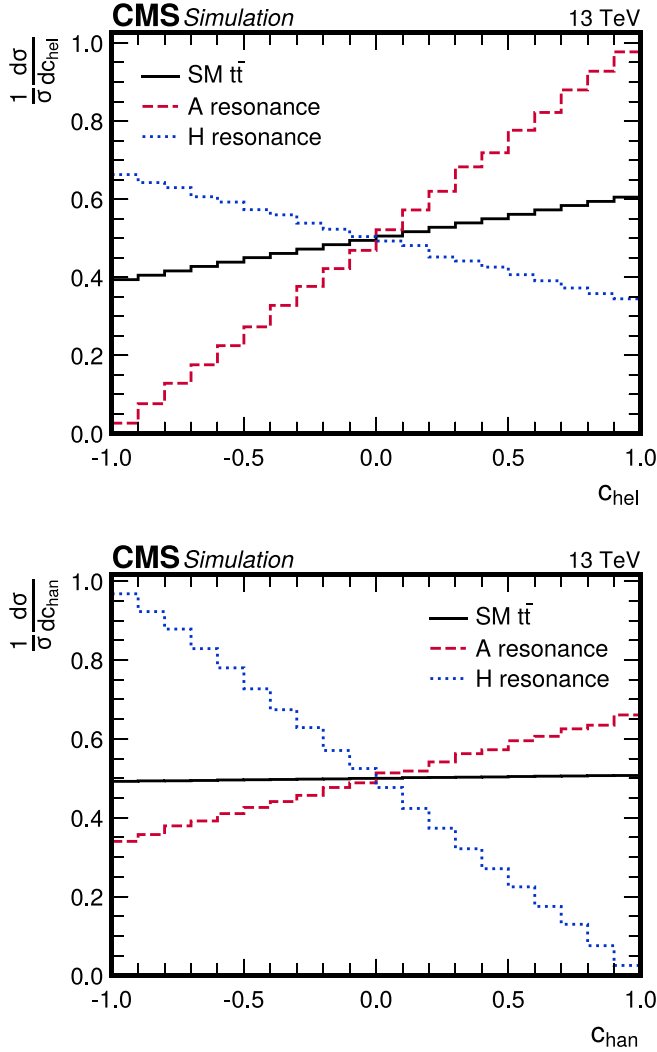 CMS Simulation 13 TeV
1/σ dσ/dc_hel
SM tt̄
A resonance
H resonance
1.0
0.8
0.6
0.4
0.2
0.0
-1.0 -0.5 0.0 0.5 1.0
c_hel
CMS Simulation 13 TeV
1/σ dσ/dc_han
SM tt̄
A resonance
H resonance
1.0
0.8
0.6
0.4
0.2
0.0
-1.0 -0.5 0.0 0.5 1.0
c_han